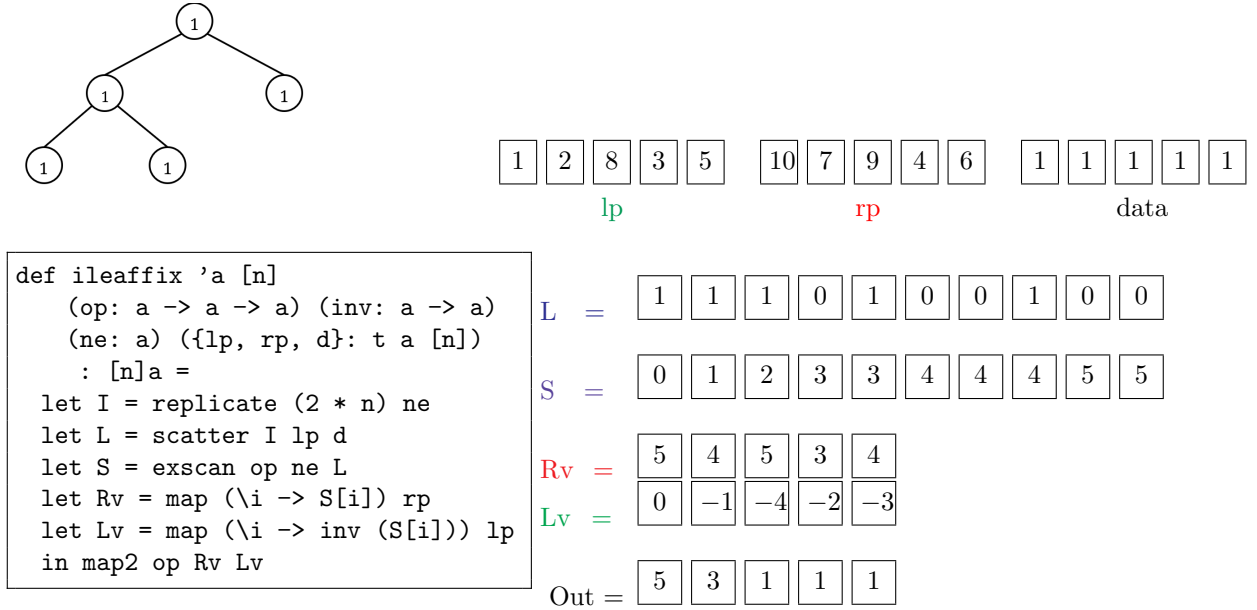 1
1 1
1 1
1 2 8 3 5 10 7 9 4 6 1 1 1 1 1
lp rp data
def ileaffix ’a [n]
(op: a -> a -> a) (inv: a -> a)
(ne: a) ({lp, rp, d}: t a [n])
: [n]a =
let I = replicate (2 * n) ne
let L = scatter I lp d
let S = exscan op ne L
let Rv = map (\i -> S[i]) rp
let Lv = map (\i -> inv (S[i])) lp
in map2 op Rv Lv
L = 1 1 1 0 1 0 0 1 0 0
S = 0 1 2 3 3 4 4 4 5 5
Rv = 5 4 5 3 4
Lv = 0 −1 −4 −2 −3
Out = 5 3 1 1 1